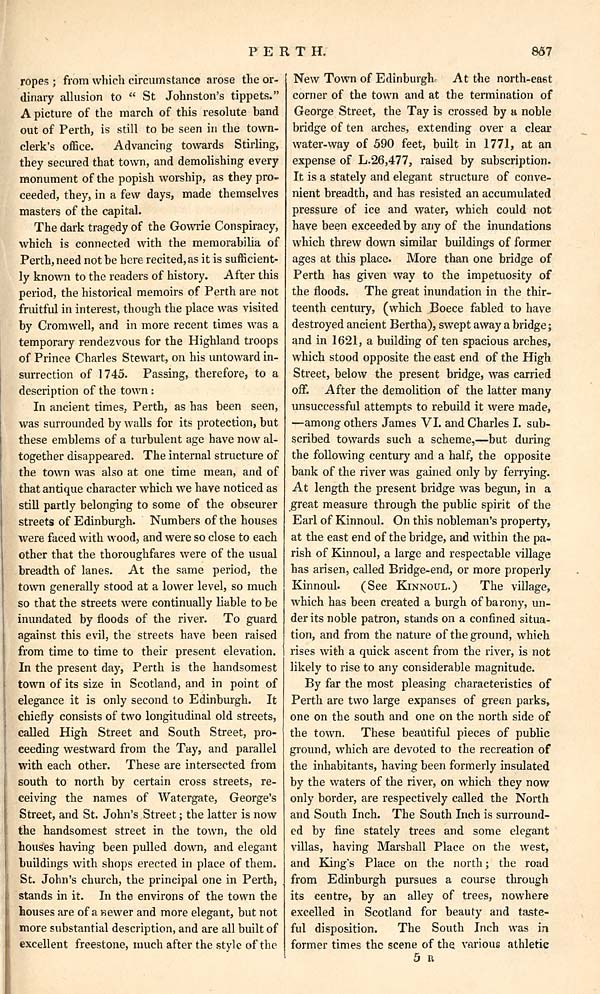 PERTH. 857
ropes ; from which circumstance arose the or-
dinary allusion to “ St Johnston's tippets.”
A picture of the march of this resolute band
out of Perth, is still to be seen in the town-
clerk's office. Advancing towards Stirling,
they secured that town, and demolishing every
monument of the popish worship, as they pro-
ceeded, they, in a few days, made themselves
masters of the capital.
The dark tragedy of the Gowrie Conspiracy,
which is connected with the memorabilia of
Perth, need not be here recited, as it is sufficient-
ly known to the readers of history. After this
period, the historical memoirs of Perth are not
fruitful in interest, though the place was visited
by Cromwell, and in more recent times was a
temporary rendezvous for the Highland troops
of Prince Charles Stewart, on his untoward in-
surrection of 1745. Passing, therefore, to a
description of the town :
In ancient times, Perth, as has been seen,
was surrounded by walls for its protection, but
these emblems of a turbulent age have now al-
together disappeared. The internal structure of
the town was also at one time mean, and of
that antique character which we have noticed as
still partly belonging to some of the obscurer
streets of Edinburgh. Numbers of the houses
were faced with wood, and were so close to each
other that the thoroughfares were of the usual
breadth of lanes. At the same period, the
town generally stood at a lower level, so much
so that the streets were continually liable to be
inundated by floods of the river. To guard
against this evil, the streets have been raised
from time to time to their present elevation.
In the present day, Perth is the handsomest
town of its size in Scotland, and in point of
elegance it is only second to Edinburgh. It
chiefly consists of two longitudinal old streets,
called High Street and South Street, pro-
ceeding westward from the Tay, and parallel
with each other. These are intersected from
south to north by certain cross streets, re-
ceiving the names of Watergate, George's
Street, and St. John's Street ; the latter is now
the handsomest street in the town, the old
houses having been pulled down, and elegant
buildings with shops erected in place of them.
St. John's church, the principal one in Perth,
stands in it. In the environs of the town the
houses are of a newer and more elegant, but not
more substantial description, and are all built of
excellent freestone, much after the style of the
New Town of Edinburgh. At the north-east
corner of the town and at the termination of
George Street, the Tay is crossed by a noble
bridge of ten arches, extending over a clear
water-way of 590 feet, built in 1771, at an
expense of L.26,477, raised by subscription.
It is a stately and elegant structure of conve-
nient breadth, and has resisted an accumulated
pressure of ice and water, which could not
have been exceeded by any of the inundations
which threw down similar buildings of former
ages at this place. More than one bridge of
Perth has given way to the impetuosity of
the floods. The great inundation in the thir-
teenth century, (which Boece fabled to have
destroyed ancient Bertha), swept away a bridge ;
and in 1621, a building of ten spacious arches,
which stood opposite the east end of the High
Street, below the present bridge, was carried
off. After the demolition of the latter many
unsuccessful attempts to rebuild it were made,
—among others James VI. and Charles I. sub-
scribed towards such a scheme,—but during
the following century and a half, the opposite
bank of the river was gained only by ferrying.
At length the present bridge was begun, in a
great measure through the public spirit of the
Earl of Kinnoul. On this nobleman's property,
at the east end of the bridge, and within the pa-
rish of Kinnoul, a large and respectable village
has arisen, called Bridge-end, or more properly
Kinnoul. (See KINNOUL.) The village,
which has been created a burgh of barony, un-
der its noble patron, stands on a confined situa-
tion, and from the nature of the ground, which
rises with a quick ascent from the river, is not
likely to rise to any considerable magnitude.
By far the most pleasing characteristics of
Perth are two large expanses of green parks,
one on the south and one on the north side of
the town. These beautiful pieces of public
ground, which are devoted to the recreation of
the inhabitants, having been formerly insulated
by the waters of the river, on which they now
only border, are respectively called the North
and South Inch. The South Inch is surround-
ed by fine stately trees and some elegant
villas, having Marshall Place on the west,
and King's Place on the north ; the road
from Edinburgh pursues a course through
its centre, by an alley of trees, nowhere
excelled in Scotland for beauty and taste-
ful disposition. The South Inch was in
former times the scene of the various athletic
5 R